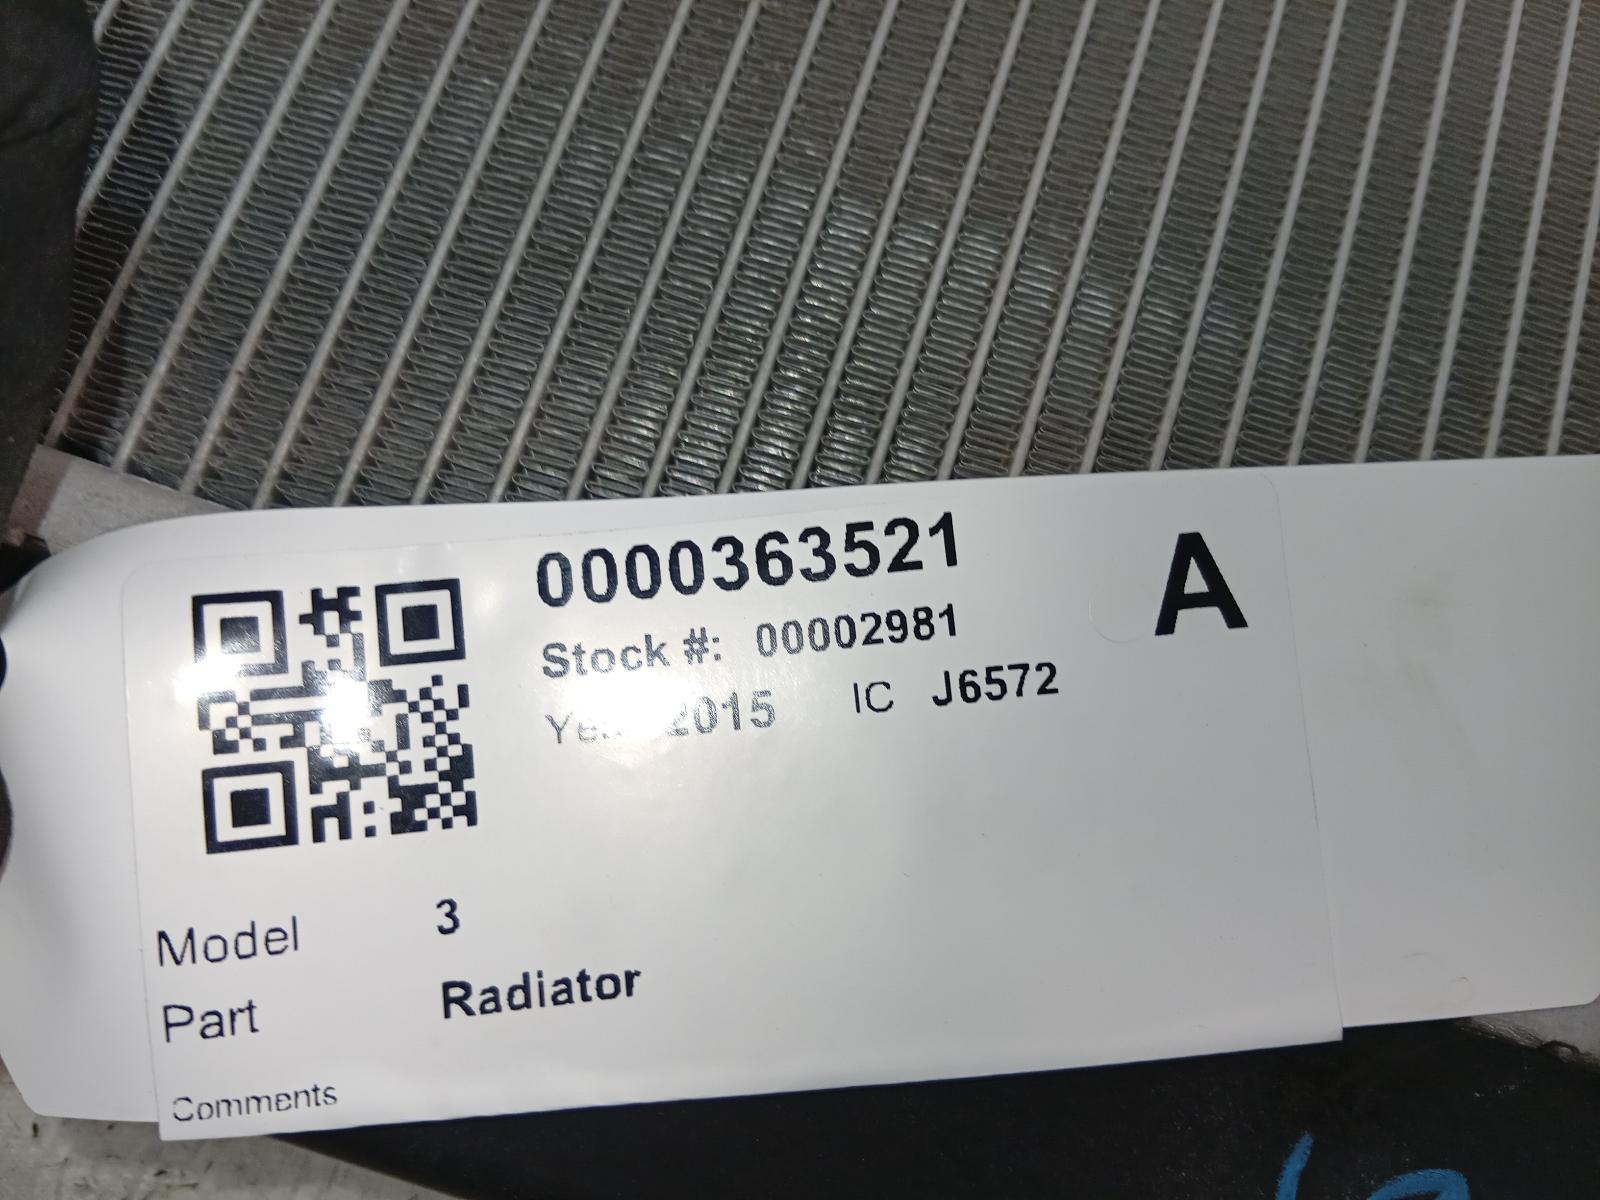 0000363521
A
Stock #: 00002981
2015 IC J6572
Model 3
Part Radiator
Comments